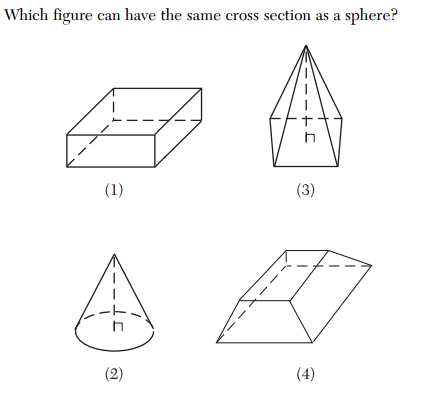 Which figure can have the same cross section as a sphere?
(1)
(3)
(2)
(4)